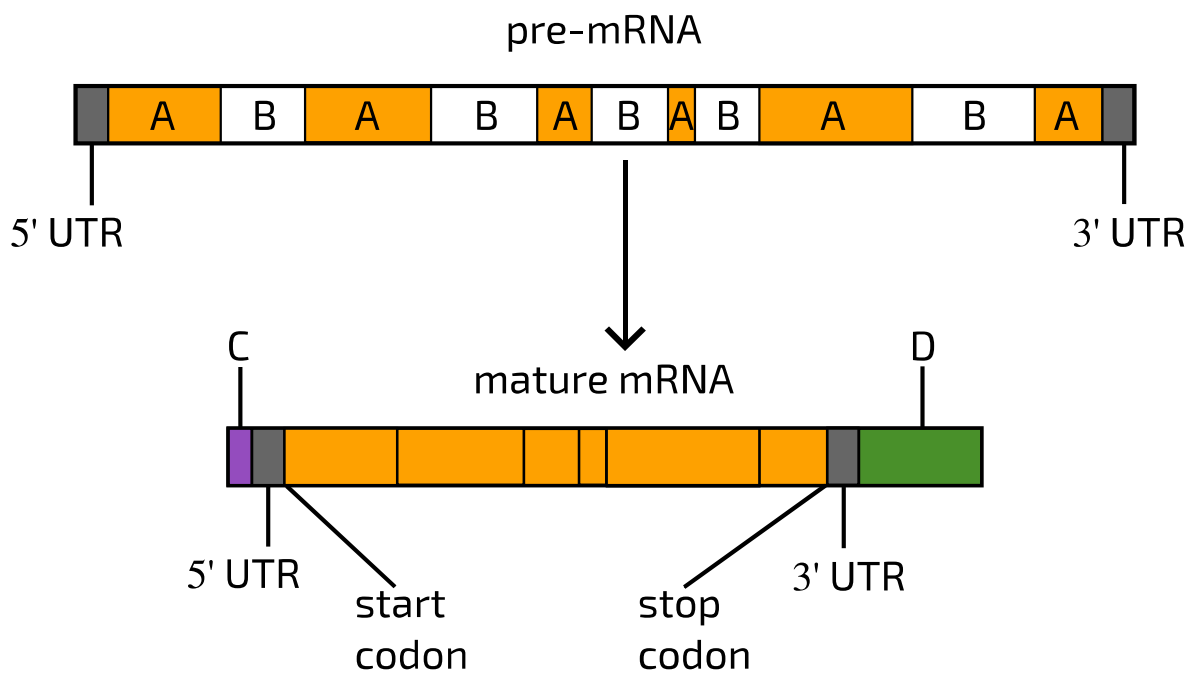 pre-mRNA
A B A B A B A B A B A
5' UTR 3' UTR
C D
mature mRNA
5' UTR 3' UTR
start stop
codon codon